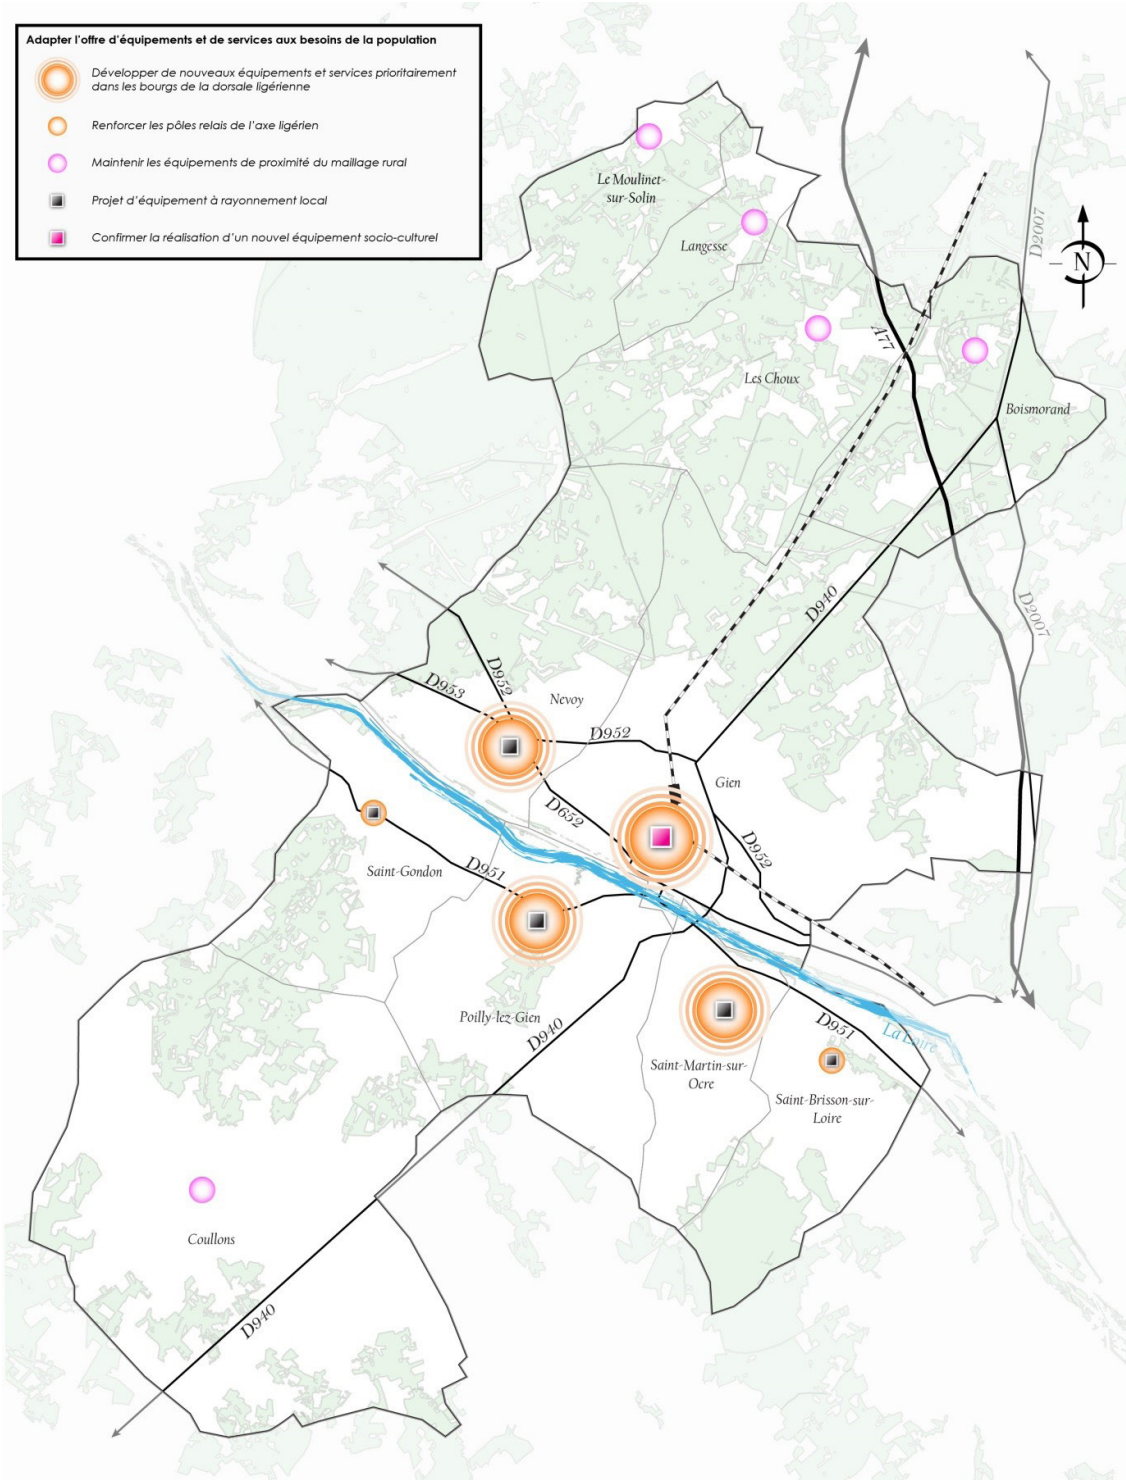 Adapter l'offre d'équipements et de services aux besoins de la population
Développer de nouveaux équipements et services prioritairement
dans les bourgs de la dorsale ligérienne
Renforcer les pôles relais de l'axe ligérien
Maintenir les équipements de proximité du maillage rural
Projet d'équipement à rayonnement local
Confirmer la réalisation d'un nouvel équipement socio-culturel
Le Moulinet-
sur-Solin
Langesse
D2007
N
A77
Les Choux
Boismorand
D940
D2007
D952
D953
Nevoy
D952
Gien
D652
D952
Saint-Gondon
D951
Poilly-lez-Gien
D940
La Loire
D951
Saint-Martin-sur-
Ocre
Saint-Brisson-sur-
Loire
Coullons
D940